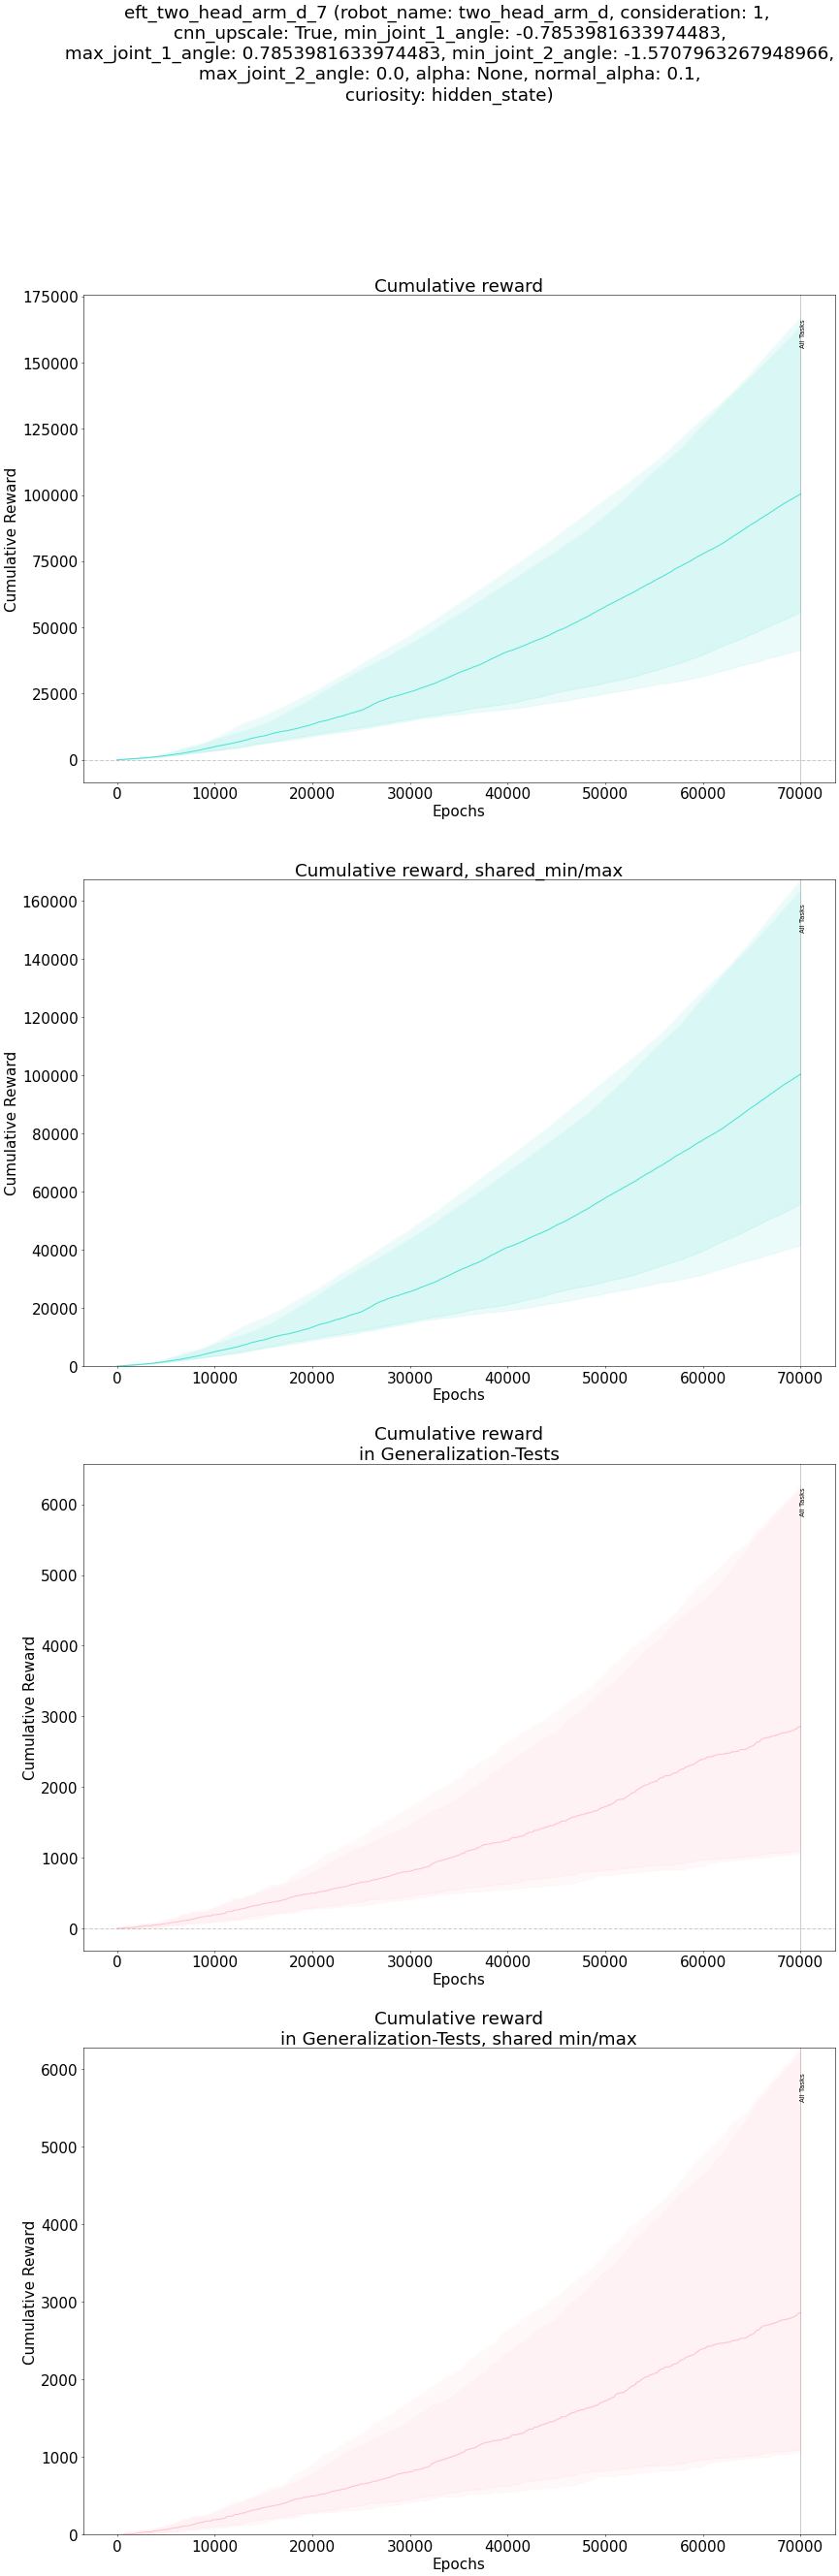 eft_two_head_arm_d_7 (robot_name: two_head_arm_d, consideration: 1,
cnn_upscale: True, min_joint_1_angle: -0.7853981633974483,
max_joint_1_angle: 0.7853981633974483, min_joint_2_angle: -1.5707963267948966,
max_joint_2_angle: 0.0, alpha: None, normal_alpha: 0.1,
curiosity: hidden_state)
Cumulative reward
175000
150000
125000
100000
75000
50000
25000
0
Cumulative Reward
All Tasks
0 10000 20000 30000 40000 50000 60000 70000
Epochs
Cumulative reward, shared_min/max
160000
140000
120000
100000
80000
60000
40000
20000
0
Cumulative Reward
All Tasks
0 10000 20000 30000 40000 50000 60000 70000
Epochs
Cumulative reward
in Generalization-Tests
6000
5000
4000
3000
2000
1000
0
Cumulative Reward
All Tasks
0 10000 20000 30000 40000 50000 60000 70000
Epochs
Cumulative reward
in Generalization-Tests, shared min/max
6000
5000
4000
3000
2000
1000
0
Cumulative Reward
All Tasks
0 10000 20000 30000 40000 50000 60000 70000
Epochs